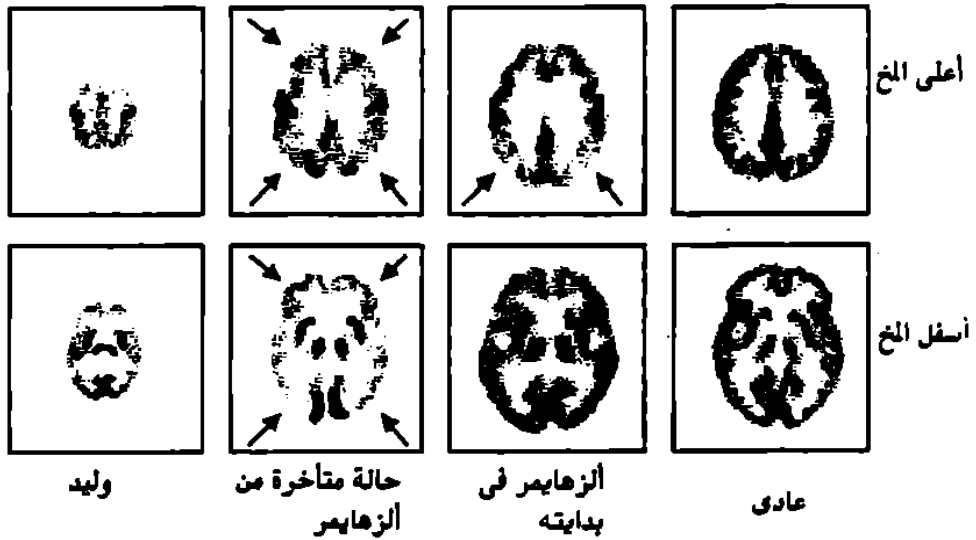 أعلى المخ
أسفل المخ
عادى
ألزهايمر فى
بدايته
حالة متأخرة من
ألزهايمر
وليد